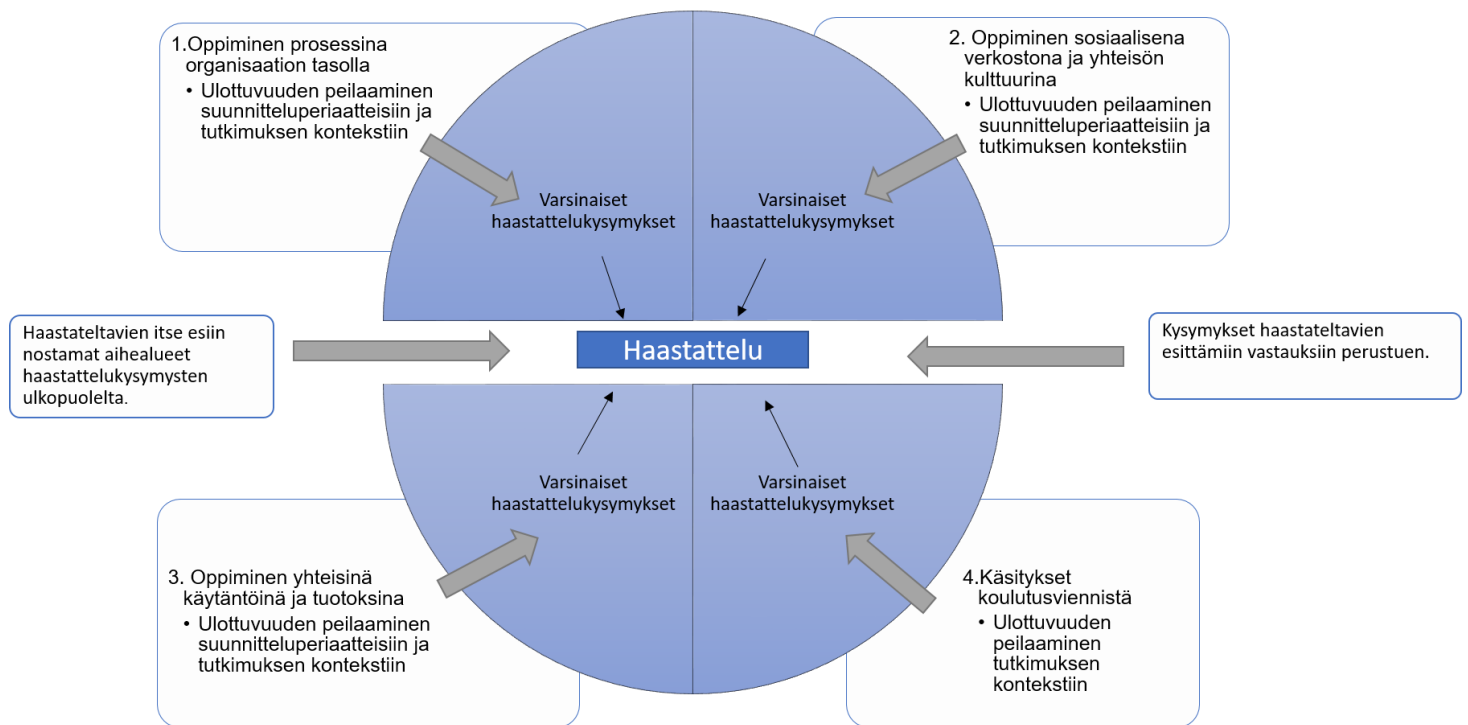 1.Oppiminen prosessina
organisaation tasolla
• Ulottuvuuden peilaaminen
suunnitteluperiaatteisiin ja
tutkimuksen kontekstiin
2. Oppiminen sosiaalisena
verkostona ja yhteisön
kulttuurina
• Ulottuvuuden peilaaminen
suunnitteluperiaatteisiin ja
tutkimuksen kontekstiin
Varsinaiset
haastattelukysymykset
Varsinaiset
haastattelukysymykset
Haastateltavien itse esiin
nostamat aihealueet
haastattelukysymysten
ulkopuolelta.
Haastattelu
Kysymykset haastateltavien
esittämiin vastauksiin perustuen.
Varsinaiset
haastattelukysymykset
Varsinaiset
haastattelukysymykset
3. Oppiminen yhteisinä
käytäntöinä ja tuotoksina
• Ulottuvuuden peilaaminen
suunnitteluperiaatteisiin ja
tutkimuksen kontekstiin
4.Käsitykset
koulutusviennistä
• Ulottuvuuden
peilaaminen
tutkimuksen
kontekstiin